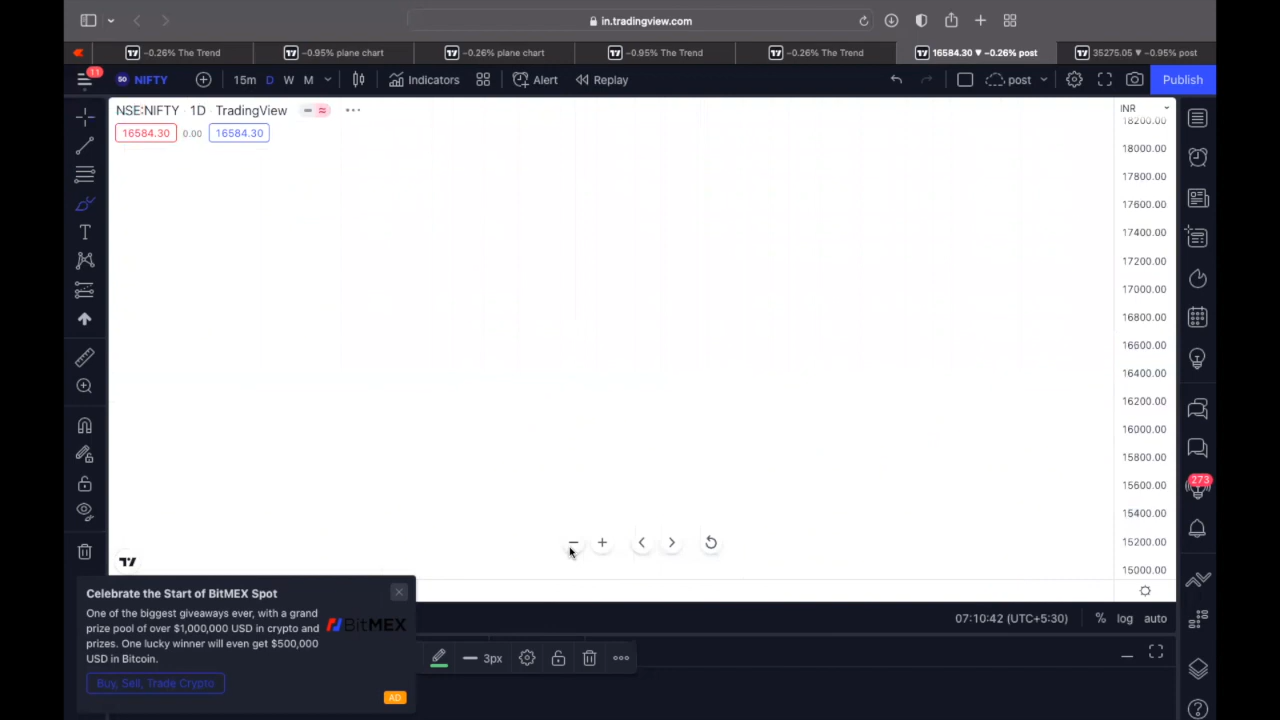 in.tradingview.com
−0.26% The Trend
−0.95% plane chart
−0.26% plane chart
−0.95% The Trend
−0.26% The Trend
16584.30 ▼ −0.26% post
35275.05 ▼ −0.95% post
11
50 NIFTY
15m D W M
Indicators
Alert
Replay
post
Publish
NSE:NIFTY · 1D · TradingView
16584.30 0.00 16584.30
INR
18200.00
18000.00
17800.00
17600.00
17400.00
17200.00
17000.00
16800.00
16600.00
16400.00
16200.00
16000.00
15800.00
15600.00
15400.00
15200.00
15000.00
273
Celebrate the Start of BitMEX Spot
One of the biggest giveaways ever, with a grand
prize pool of over $1,000,000 USD in crypto and
prizes. One lucky winner will even get $500,000
USD in Bitcoin.
BitMEX
Buy, Sell, Trade Crypto
AD
07:10:42 (UTC+5:30) % log auto
3px